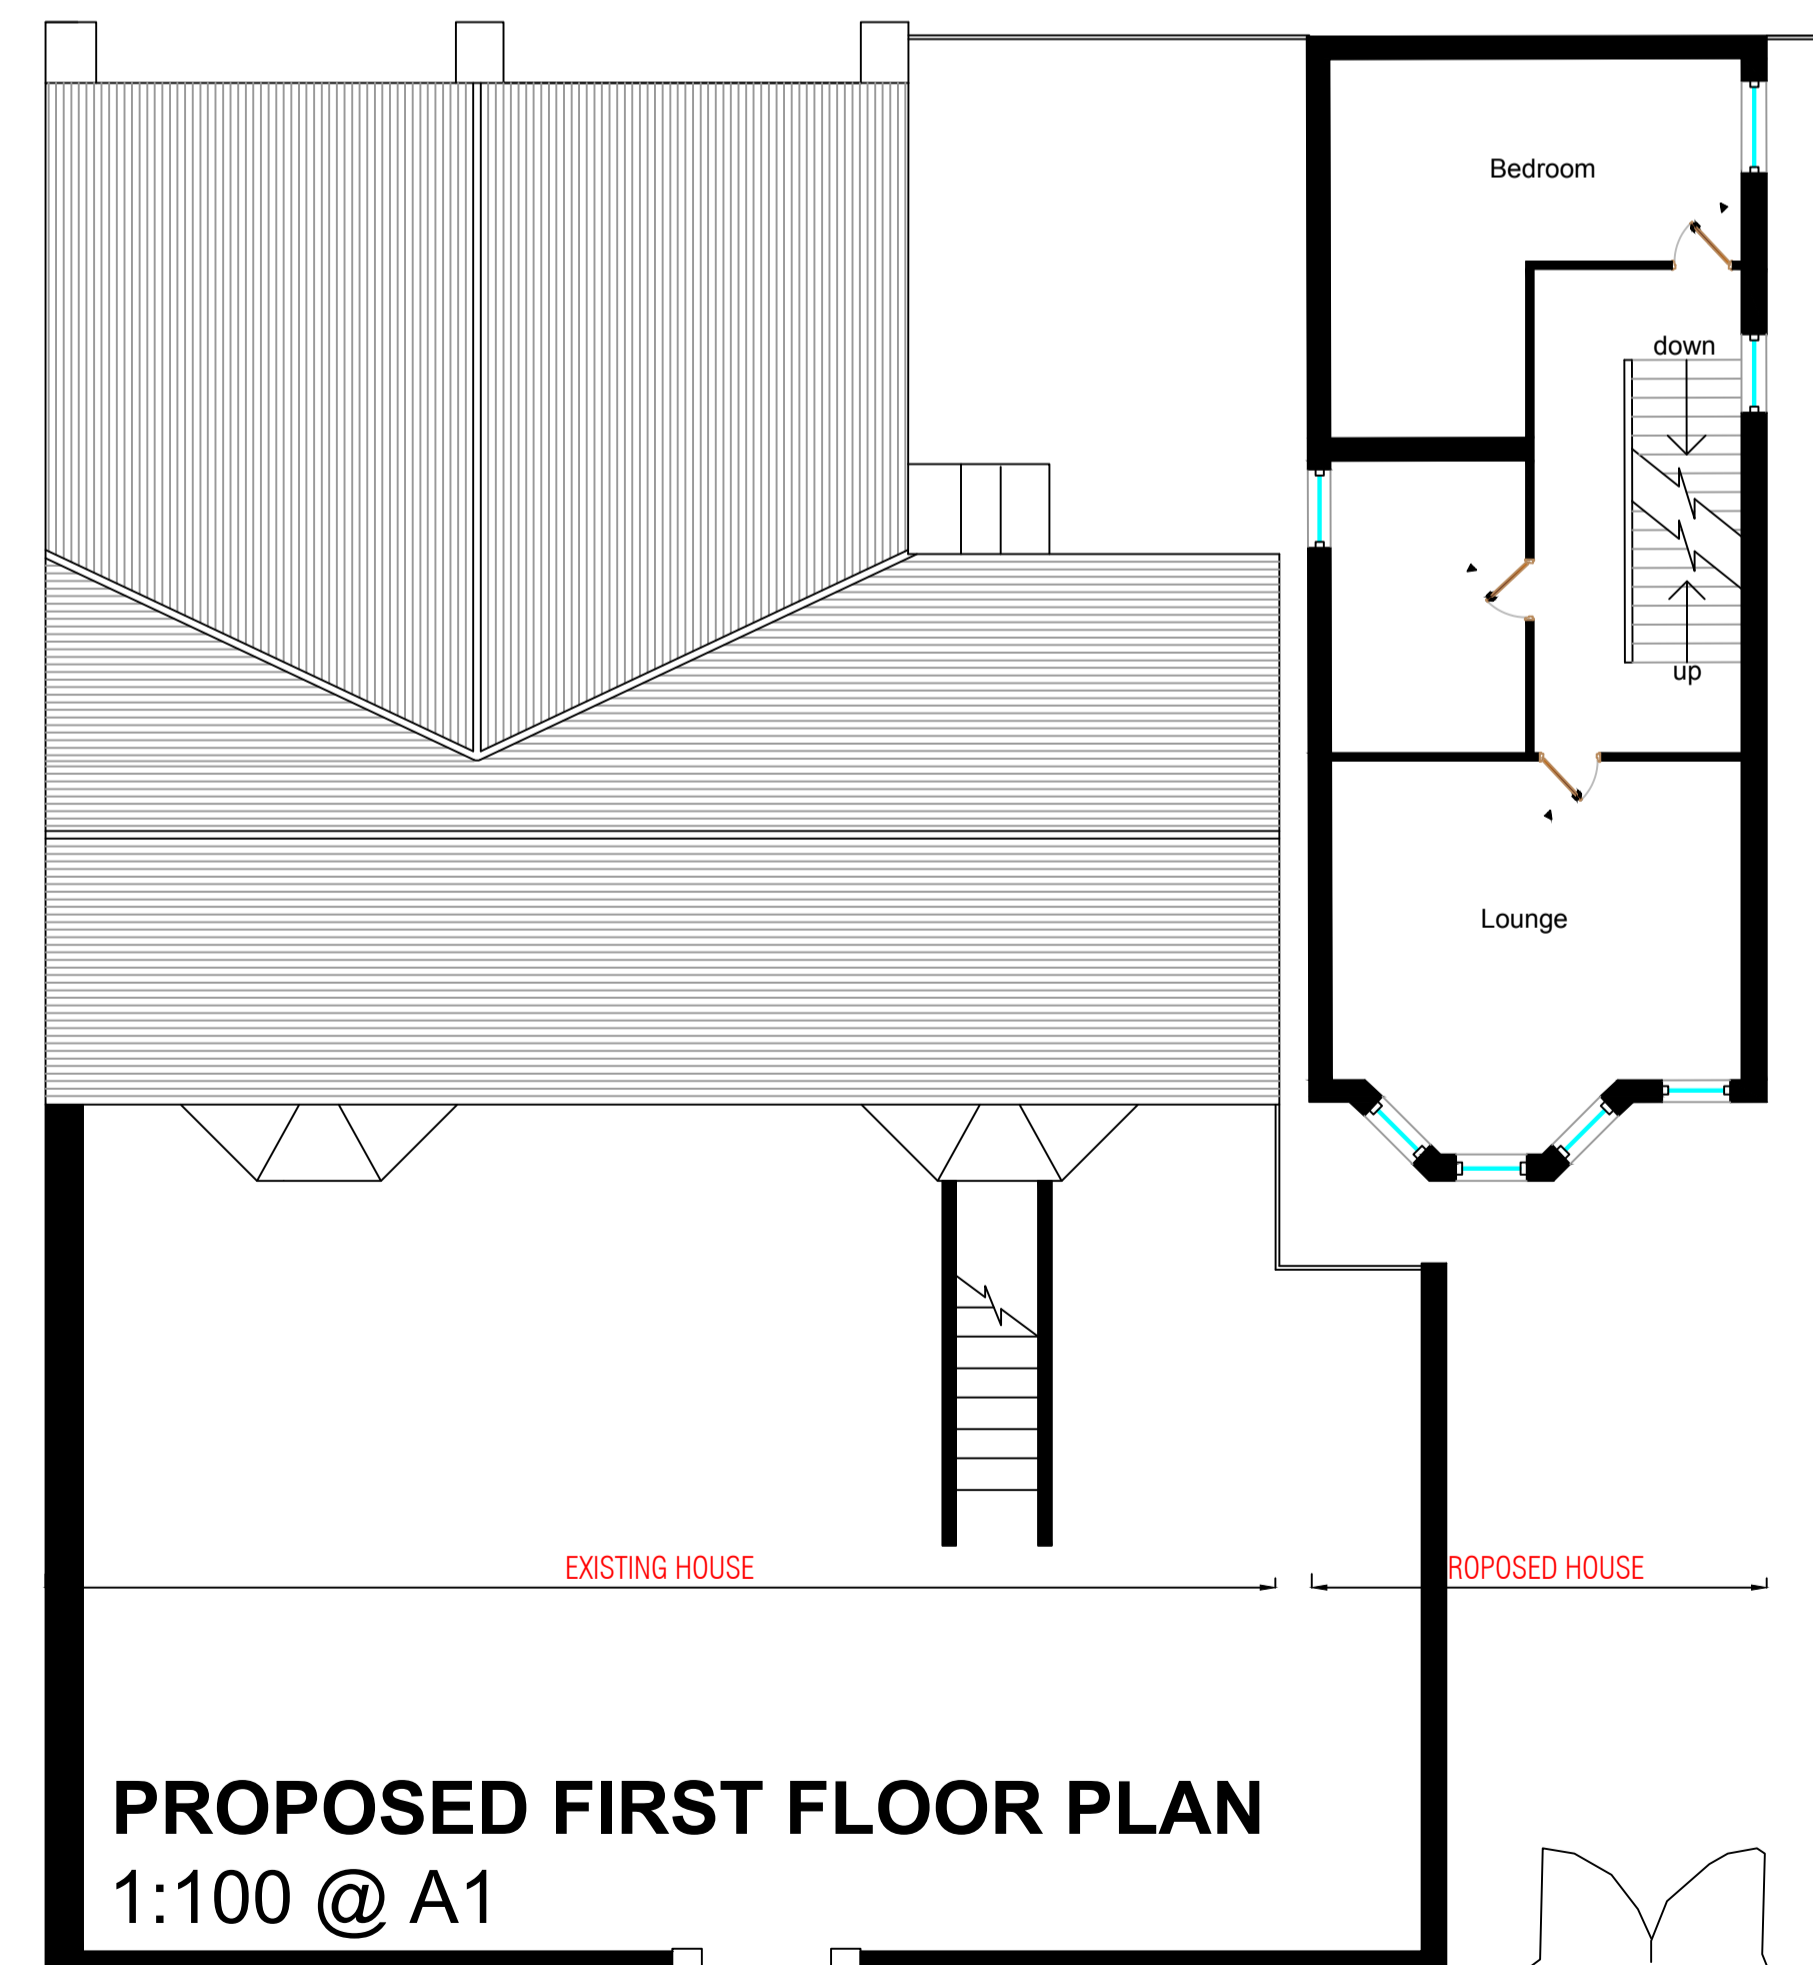 Bedroom
down
up
Lounge
EXISTING HOUSE
ROPOSED HOUSE
PROPOSED FIRST FLOOR PLAN
1:100 @ A1